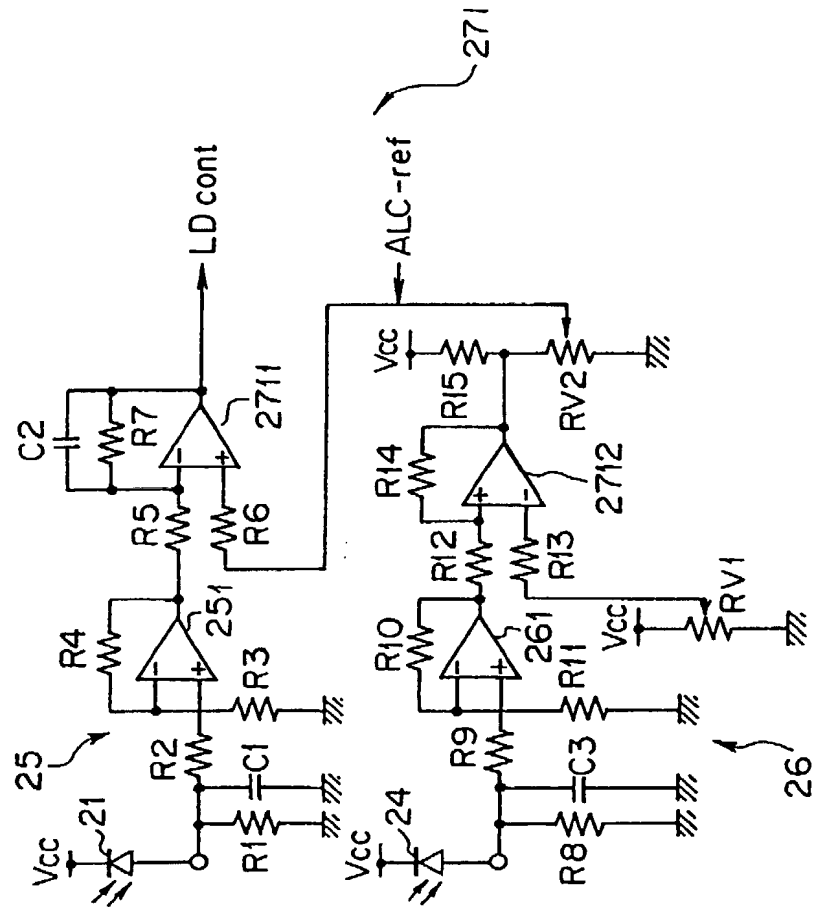 Vcc
21
25
R4
R1
C1
R2
R3
251
C2
R7
R5
R6
2711
LD cont
ALC-ref
271
Vcc
24
26
R8
C3
R9
R10
R11
261
R12
R13
R14
2712
Vcc
RV1
Vcc
R15
RV2